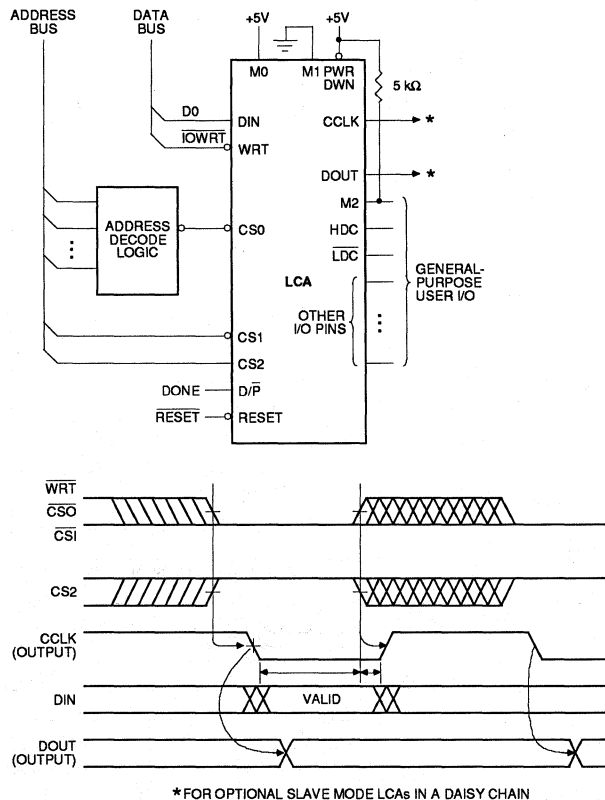 ADDRESS BUS
DATA BUS
+5V
+5V
M0
M1
PWR DWN
5 kΩ
D0
DIN
CCLK
*
IOWRT
WRT
DOUT
*
M2
ADDRESS DECODE LOGIC
CS0
HDC
LDC
GENERAL-PURPOSE USER I/O
LCA
OTHER I/O PINS
CS1
CS2
DONE
D/P
RESET
RESET
WRT
CSO
CSI
CS2
CCLK (OUTPUT)
DIN
VALID
DOUT (OUTPUT)
*FOR OPTIONAL SLAVE MODE LCAs IN A DAISY CHAIN